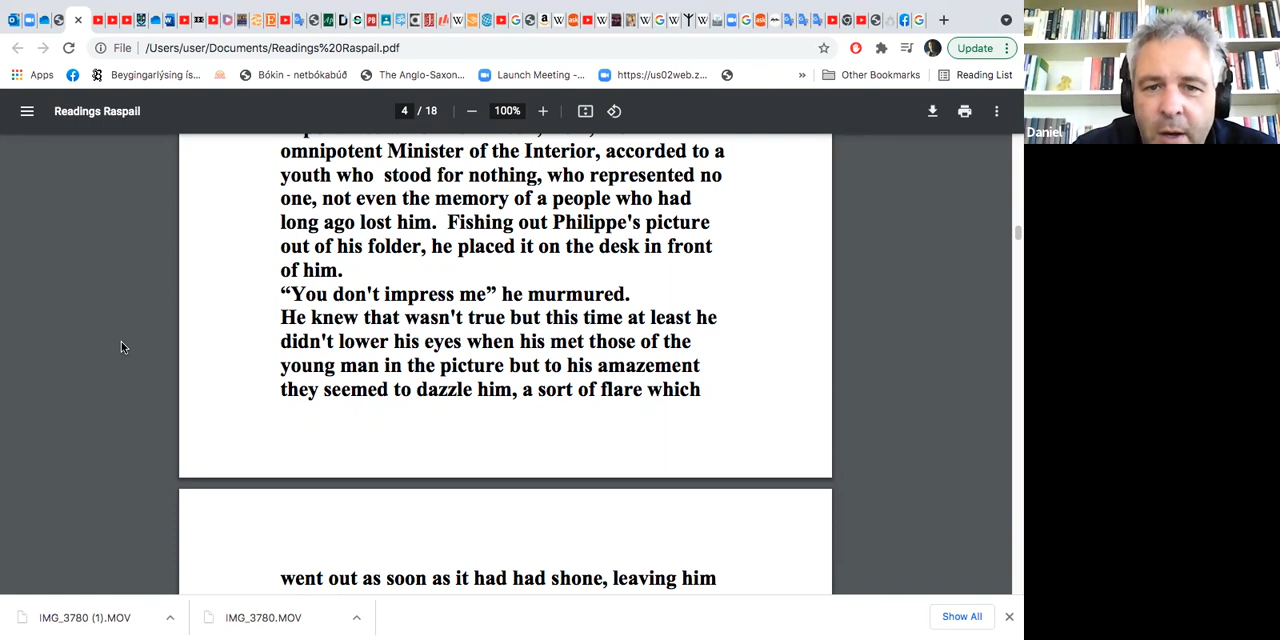 File /Users/user/Documents/Readings%20Raspail.pdf
Update
Apps
Beygingarlýsing ís...
Bókin - netbókabúð
The Anglo-Saxon...
Launch Meeting -...
https://us02web.z...
»
Other Bookmarks
Reading List
Readings Raspail
4 / 18
100%
Daniel
omnipotent Minister of the Interior, accorded to a
youth who stood for nothing, who represented no
one, not even the memory of a people who had
long ago lost him. Fishing out Philippe's picture
out of his folder, he placed it on the desk in front
of him.
“You don't impress me” he murmured.
He knew that wasn't true but this time at least he
didn't lower his eyes when his met those of the
young man in the picture but to his amazement
they seemed to dazzle him, a sort of flare which
went out as soon as it had had shone, leaving him
IMG_3780 (1).MOV
IMG_3780.MOV
Show All